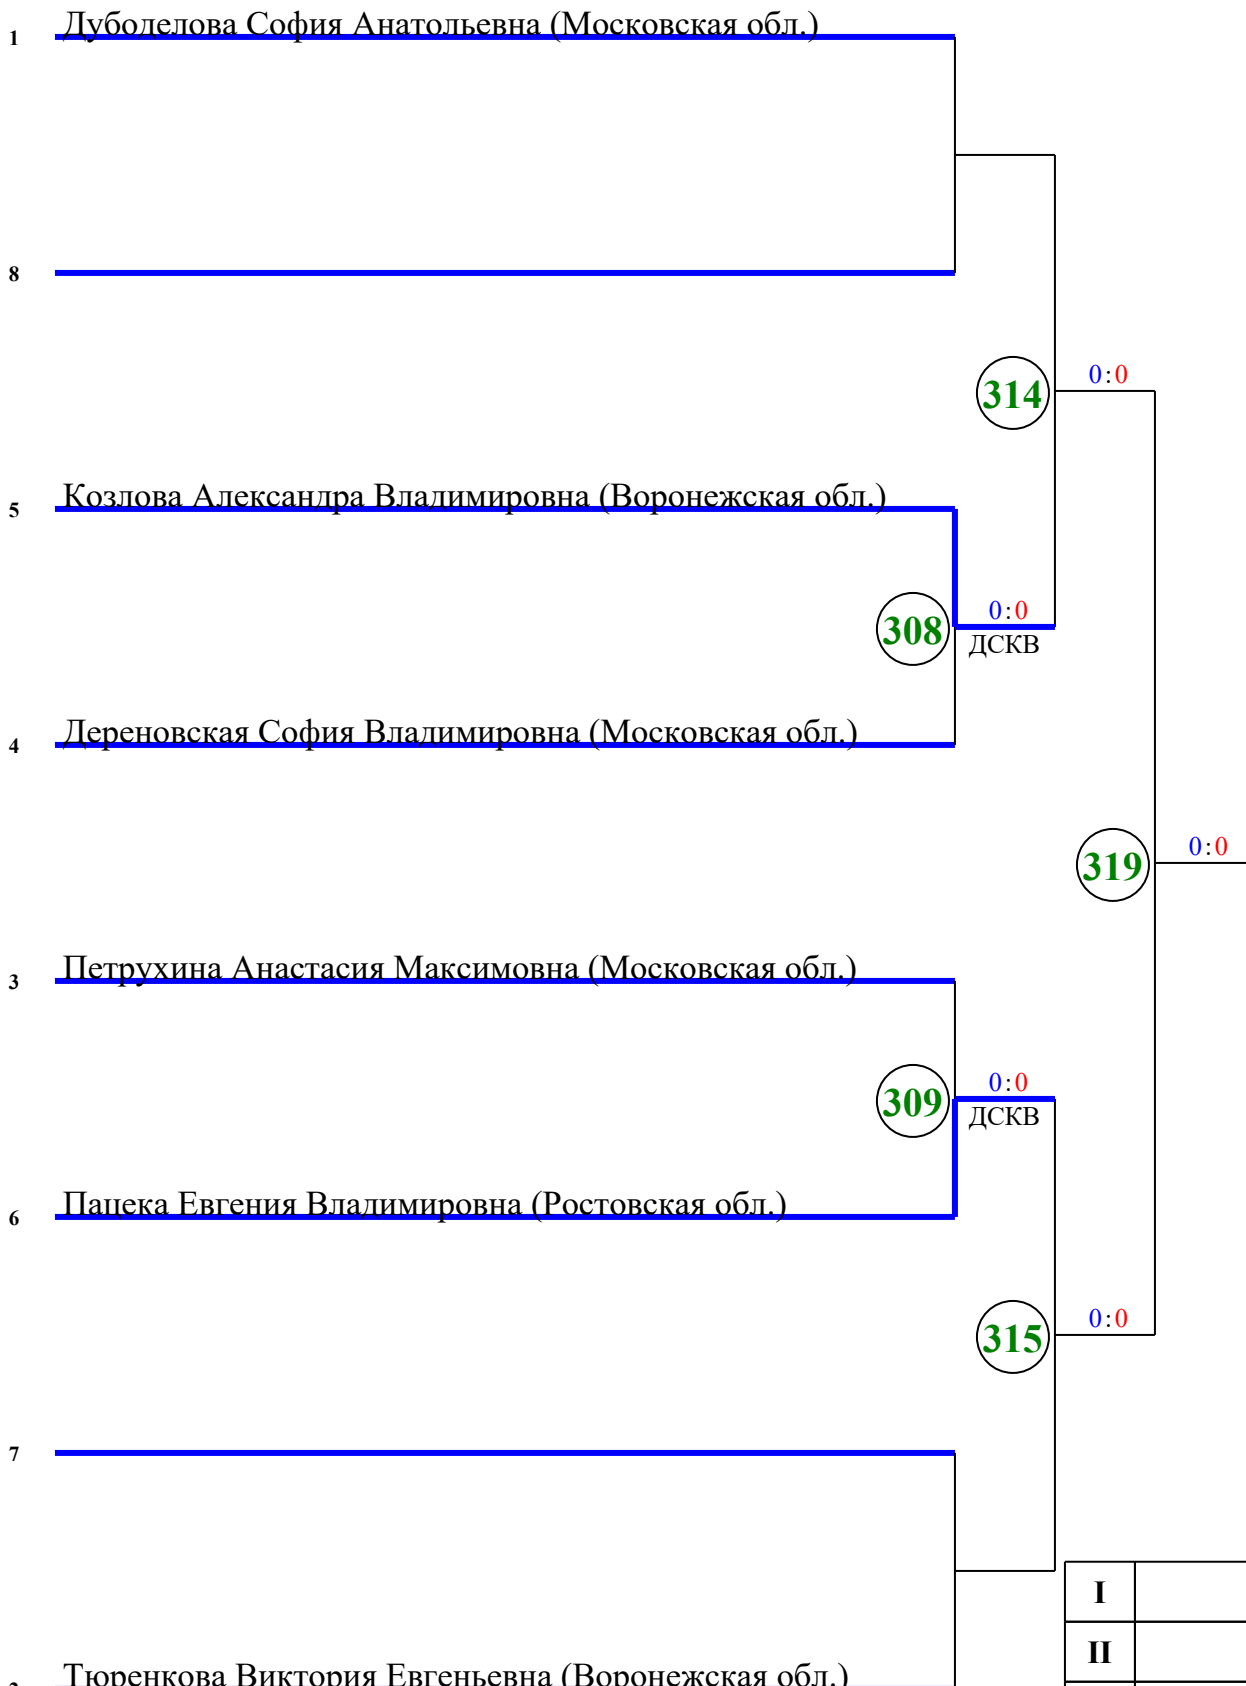 1 Дубоделова София Анатольевна (Московская обл.)
8
314 0:0
5 Козлова Александра Владимировна (Воронежская обл.)
308 0:0
ДСКВ
4 Дереновская София Владимировна (Московская обл.)
319 0:0
3 Петрухина Анастасия Максимовна (Московская обл.)
309 0:0
ДСКВ
6 Пацека Евгения Владимировна (Ростовская обл.)
315 0:0
7
I
II
Тюренкова Виктория Евгеньевна (Воронежская обл.)